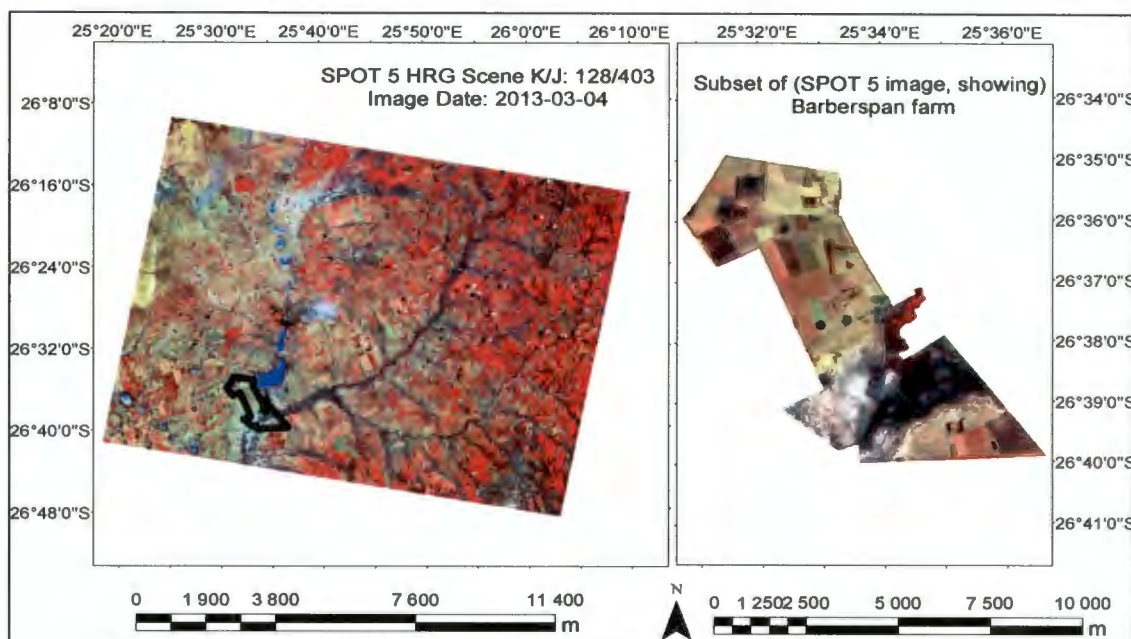 25°20'0"E 25°30'0"E 25°40'0"E 25°50'0"E 26°0'0"E 26°10'0"E
SPOT 5 HRG Scene K/J: 128/403
Image Date: 2013-03-04
26°8'0"S
26°16'0"S
26°24'0"S
26°32'0"S
26°40'0"S
26°48'0"S
0 1 900 3 800 7 600 11 400
m
N
25°32'0"E 25°34'0"E 25°36'0"E
Subset of (SPOT 5 image, showing)
Barberspan farm
26°34'0"S
26°35'0"S
26°36'0"S
26°37'0"S
26°38'0"S
26°39'0"S
26°40'0"S
26°41'0"S
0 1 250 2 500 5 000 7 500 10 000
m